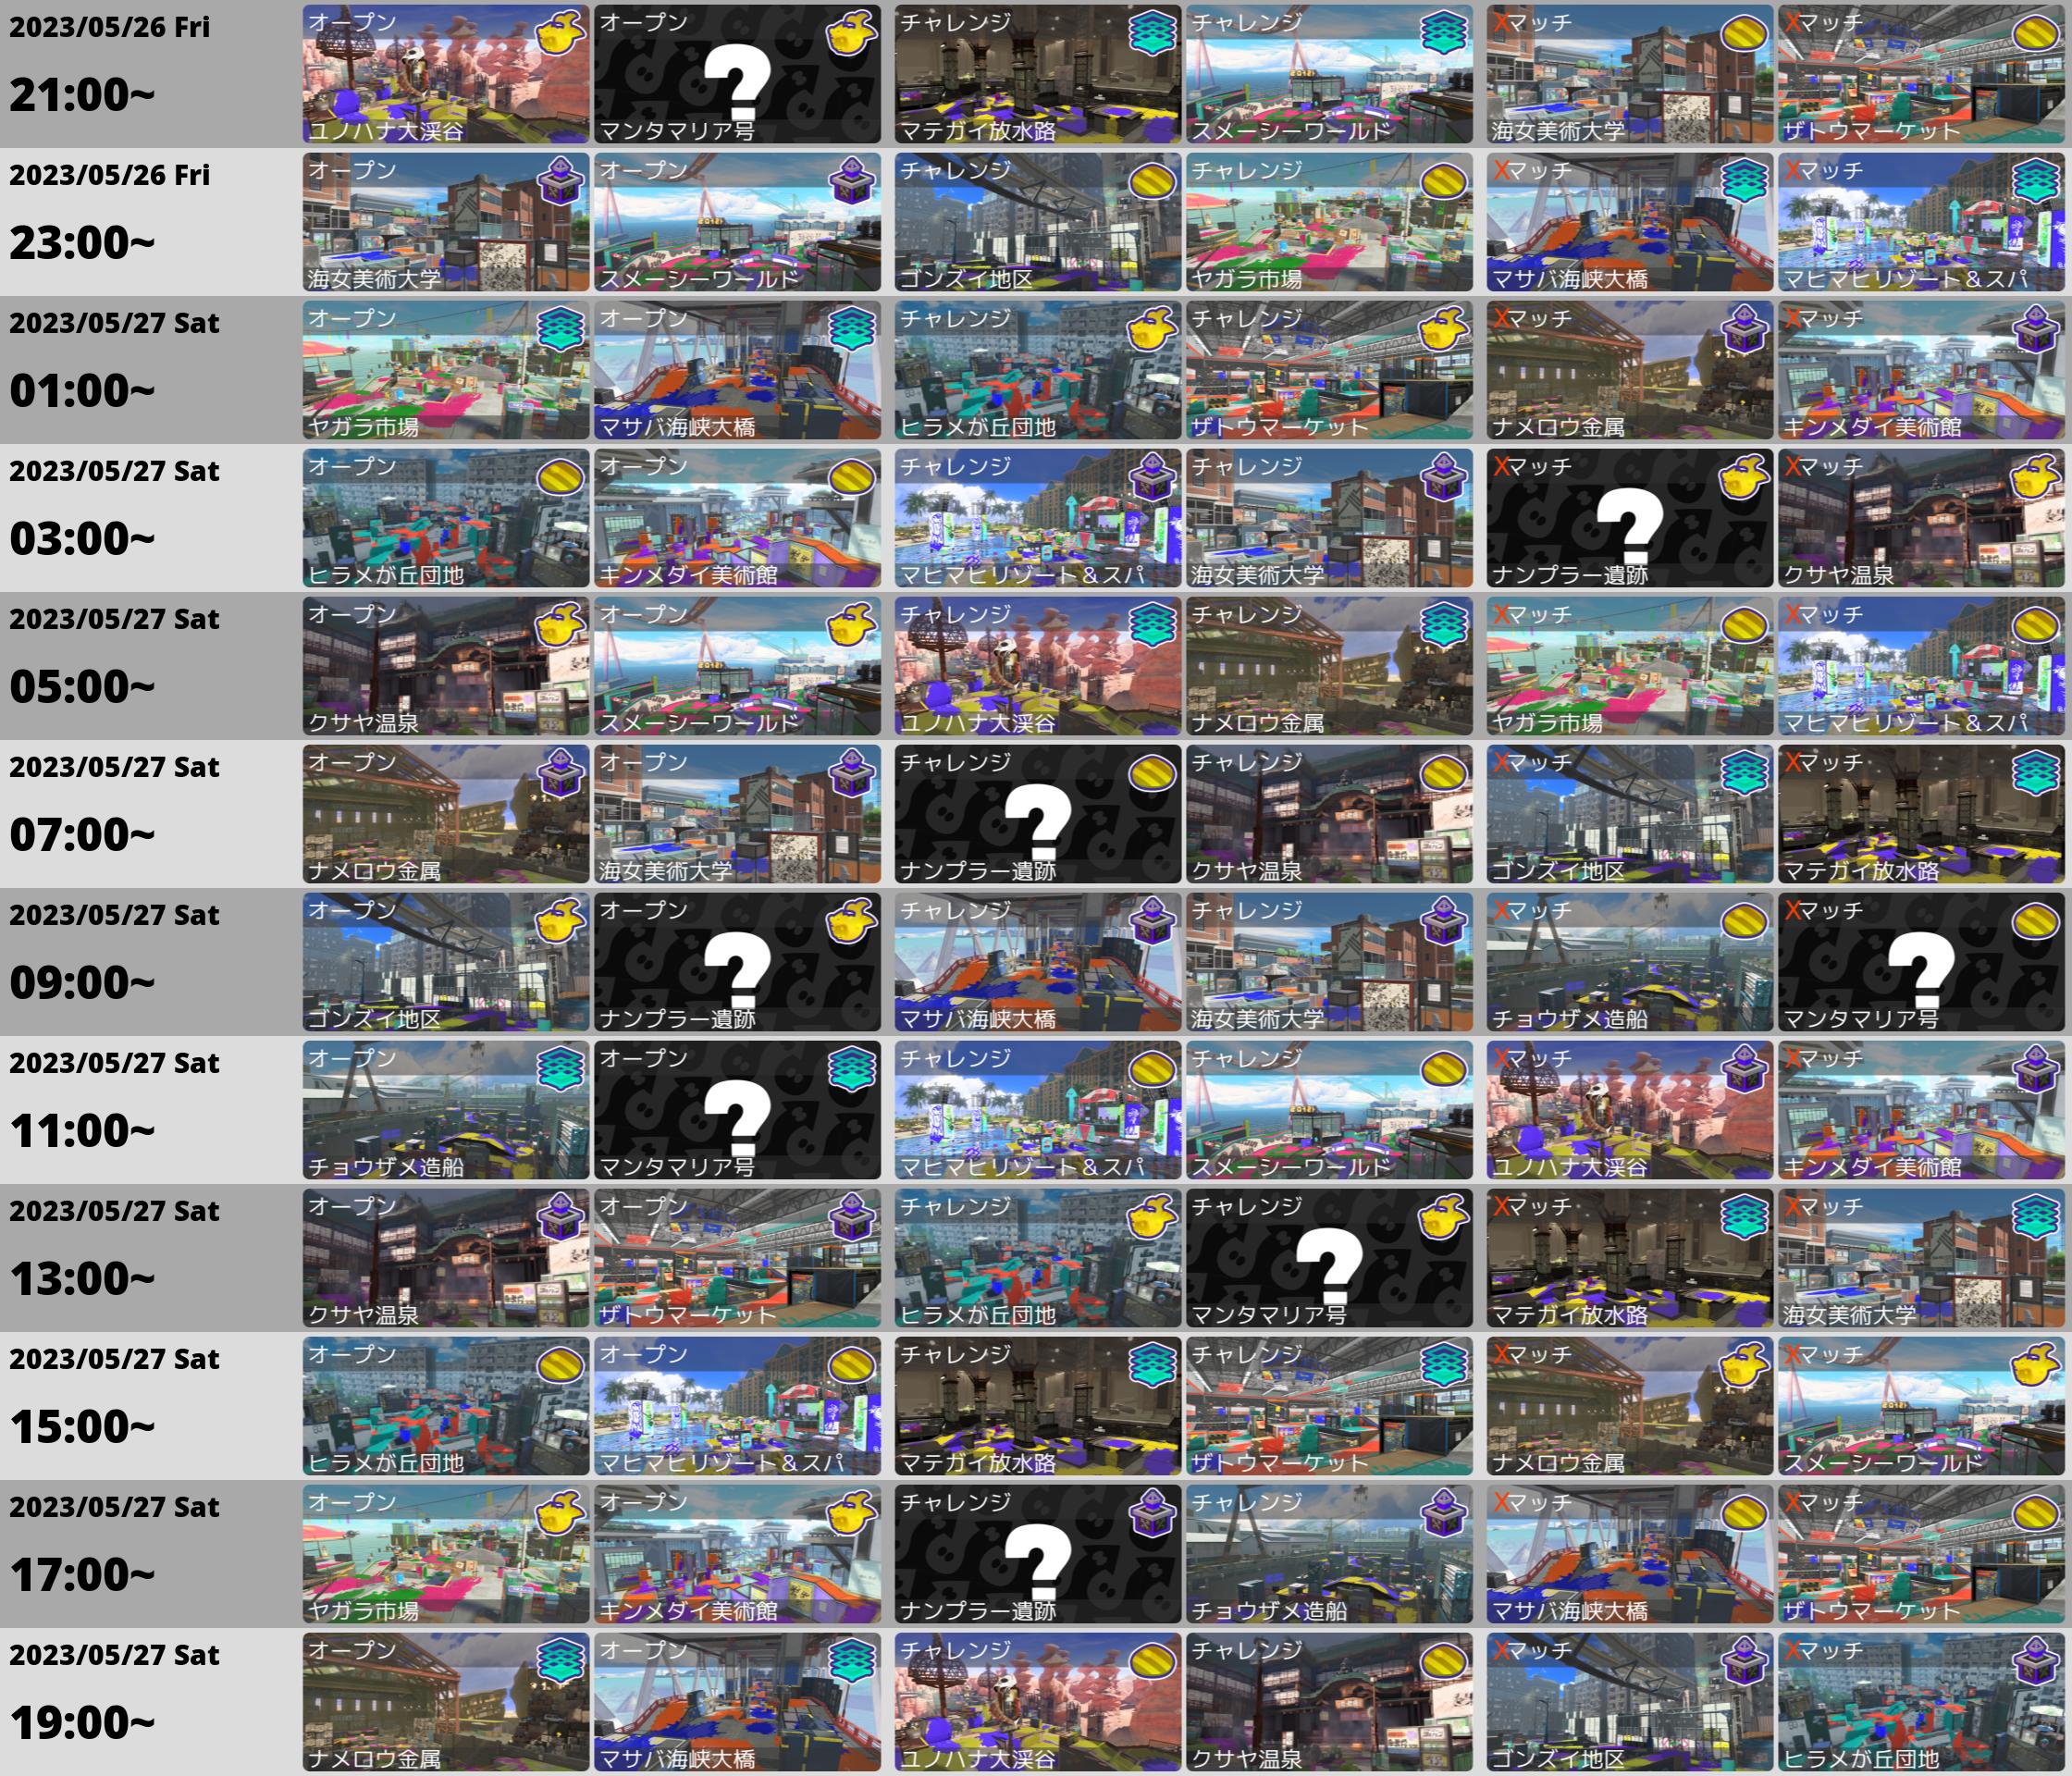 2023/05/26 Fri
21:00~
オープン
ユノハナ大渓谷
オープン
マンタマリア号
チャレンジ
マテガイ放水路
チャレンジ
スメーシーワールド
Xマッチ
海女美術大学
Xマッチ
ザトウマーケット
2023/05/26 Fri
23:00~
オープン
海女美術大学
オープン
スメーシーワールド
チャレンジ
ゴンズイ地区
チャレンジ
ヤガラ市場
Xマッチ
マサバ海峡大橋
Xマッチ
マヒマヒリゾート＆スパ
2023/05/27 Sat
01:00~
オープン
ヤガラ市場
オープン
マサバ海峡大橋
チャレンジ
ヒラメが丘団地
チャレンジ
ザトウマーケット
Xマッチ
ナメロウ金属
Xマッチ
キンメダイ美術館
2023/05/27 Sat
03:00~
オープン
ヒラメが丘団地
オープン
キンメダイ美術館
チャレンジ
マヒマヒリゾート＆スパ
チャレンジ
海女美術大学
Xマッチ
ナンプラー遺跡
Xマッチ
クサヤ温泉
2023/05/27 Sat
05:00~
オープン
クサヤ温泉
オープン
スメーシーワールド
チャレンジ
ユノハナ大渓谷
チャレンジ
ナメロウ金属
Xマッチ
ヤガラ市場
Xマッチ
マヒマヒリゾート＆スパ
2023/05/27 Sat
07:00~
オープン
ナメロウ金属
オープン
海女美術大学
チャレンジ
ナンプラー遺跡
チャレンジ
クサヤ温泉
Xマッチ
ゴンズイ地区
Xマッチ
マテガイ放水路
2023/05/27 Sat
09:00~
オープン
ゴンズイ地区
オープン
ナンプラー遺跡
チャレンジ
マサバ海峡大橋
チャレンジ
海女美術大学
Xマッチ
チョウザメ造船
Xマッチ
マンタマリア号
2023/05/27 Sat
11:00~
オープン
チョウザメ造船
オープン
マンタマリア号
チャレンジ
マヒマヒリゾート＆スパ
チャレンジ
スメーシーワールド
Xマッチ
ユノハナ大渓谷
Xマッチ
キンメダイ美術館
2023/05/27 Sat
13:00~
オープン
クサヤ温泉
オープン
ザトウマーケット
チャレンジ
ヒラメが丘団地
チャレンジ
マンタマリア号
Xマッチ
マテガイ放水路
Xマッチ
海女美術大学
2023/05/27 Sat
15:00~
オープン
ヒラメが丘団地
オープン
マヒマヒリゾート＆スパ
チャレンジ
マテガイ放水路
チャレンジ
ザトウマーケット
Xマッチ
ナメロウ金属
Xマッチ
スメーシーワールド
2023/05/27 Sat
17:00~
オープン
ヤガラ市場
オープン
キンメダイ美術館
チャレンジ
ナンプラー遺跡
チャレンジ
チョウザメ造船
Xマッチ
マサバ海峡大橋
Xマッチ
ザトウマーケット
2023/05/27 Sat
19:00~
オープン
ナメロウ金属
オープン
マサバ海峡大橋
チャレンジ
ユノハナ大渓谷
チャレンジ
クサヤ温泉
Xマッチ
ゴンズイ地区
Xマッチ
ヒラメが丘団地